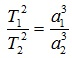 T₁²/T₂² = a₁³/a₂³